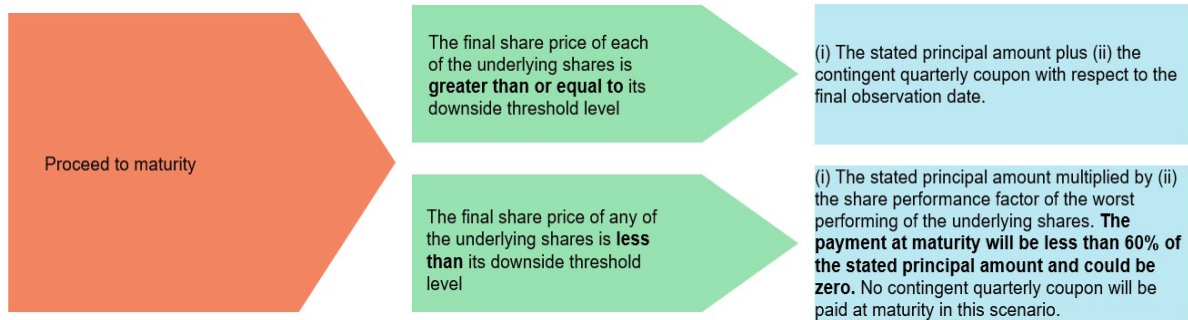 Proceed to maturity
The final share price of each
of the underlying shares is
greater than or equal to its
downside threshold level
(i) The stated principal amount plus (ii) the
contingent quarterly coupon with respect to the
final observation date.
The final share price of any of
the underlying shares is less
than its downside threshold
level
(i) The stated principal amount multiplied by (ii)
the share performance factor of the worst
performing of the underlying shares. The
payment at maturity will be less than 60% of
the stated principal amount and could be
zero. No contingent quarterly coupon will be
paid at maturity in this scenario.